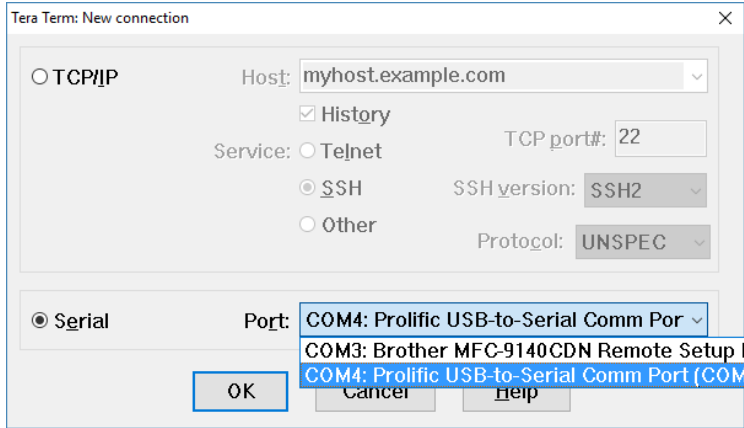 Tera Term: New connection
TCP/IP
Host: myhost.example.com
History
Service: Telnet
TCP port#: 22
SSH
SSH version: SSH2
Other
Protocol: UNSPEC
Serial
Port: COM4: Prolific USB-to-Serial Comm Por
COM3: Brother MFC-9140CDN Remote Setup
COM4: Prolific USB-to-Serial Comm Port (COM
OK
Cancel
Help